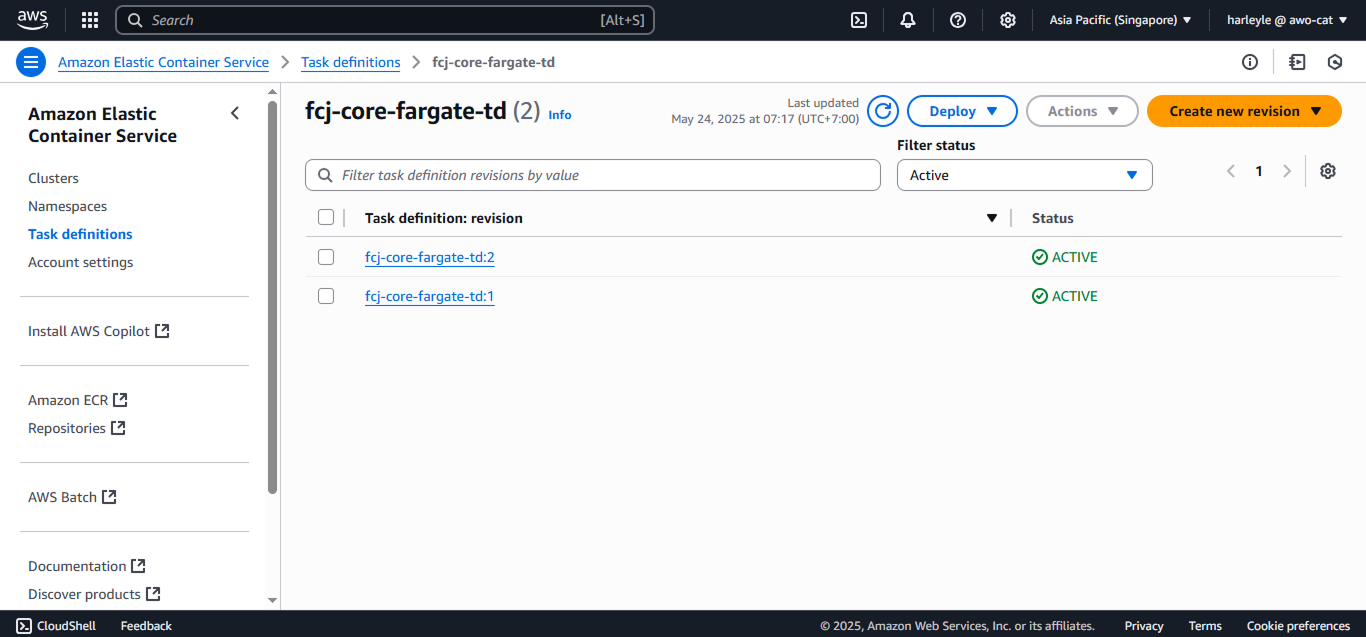 aws
Search [Alt+S]
Asia Pacific (Singapore)
harleyle @ awo-cat
Amazon Elastic Container Service
Task definitions
fcj-core-fargate-td
Amazon Elastic
Container Service
Clusters
Namespaces
Task definitions
Account settings
Install AWS Copilot
Amazon ECR
Repositories
AWS Batch
Documentation
Discover products
fcj-core-fargate-td (2) Info
Last updated
May 24, 2025 at 07:17 (UTC+7:00)
Deploy
Actions
Create new revision
Filter status
Filter task definition revisions by value
Active
1
Task definition: revision Status
fcj-core-fargate-td:2 ACTIVE
fcj-core-fargate-td:1 ACTIVE
CloudShell Feedback © 2025, Amazon Web Services, Inc. or its affiliates. Privacy Terms Cookie preferences